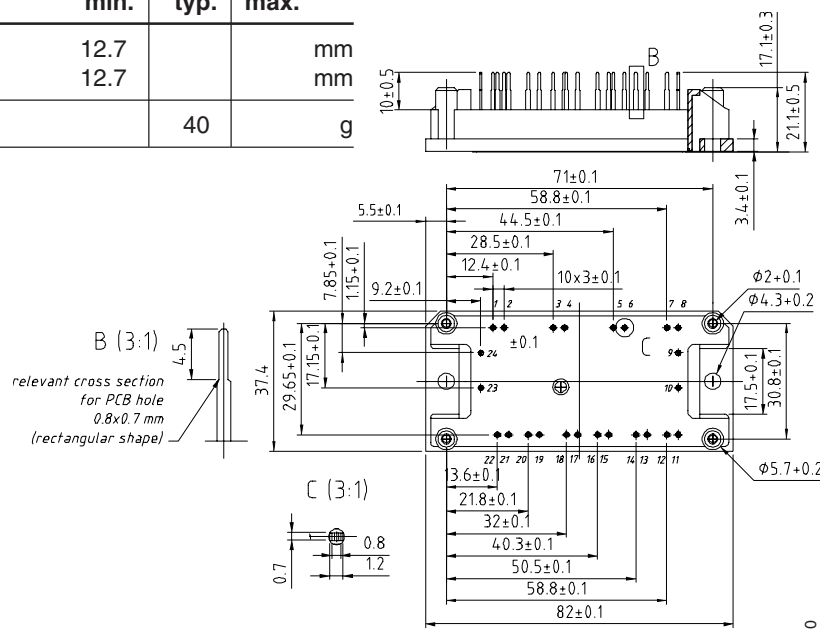 min. typ. max.
12.7 mm
12.7 mm
40 g
B
10±0.5
17.1±0.3
21.1±0.5
3.4±0.1
71±0.1
58.8±0.1
5.5±0.1
44.5±0.1
28.5±0.1
12.4±0.1
10x3±0.1
7.85+0.1
1.15+0.1
9.2±0.1
ϕ2+0.1
ϕ4.3+0.2
1 2 3 4 5 6 7 8
±0.1
C
24
9
23
10
37.4
29.65+0.1
17.15±0.1
17.5±0.1
30.8±0.1
B (3:1)
4.5
relevant cross section
for PCB hole
0.8x0.7 mm
(rectangular shape)
22 21 20 19 18 17 16 15 14 13 12 11
ϕ5.7+0.2
13.6±0.1
21.8±0.1
32±0.1
40.3±0.1
50.5±0.1
58.8±0.1
82±0.1
C (3:1)
0.8
1.2
0.7
0